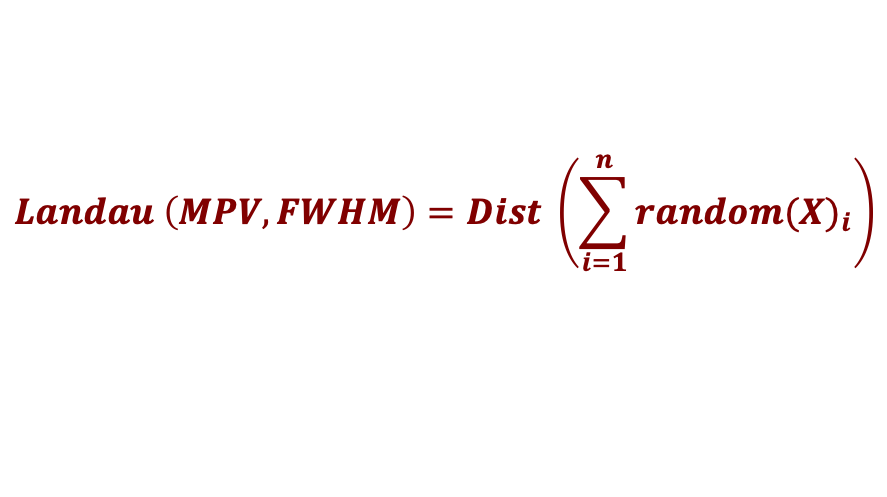 Landau (MPV, FWHM) = Dist (∑_{i=1}^{n} random(X)_i)